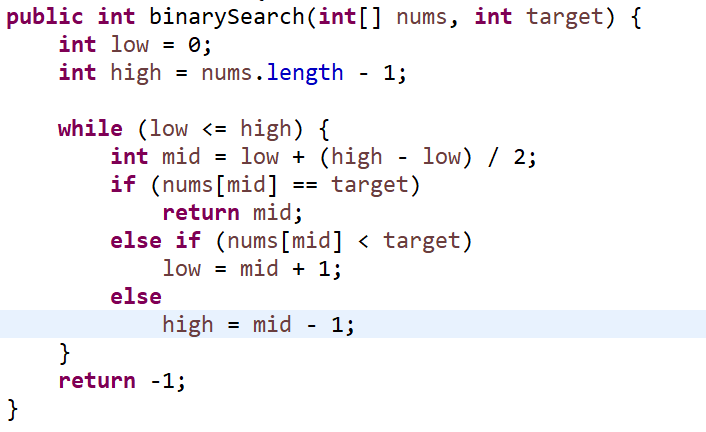 public int binarySearch(int[] nums, int target) {
    int low = 0;
    int high = nums.length - 1;

    while (low <= high) {
        int mid = low + (high - low) / 2;
        if (nums[mid] == target)
            return mid;
        else if (nums[mid] < target)
            low = mid + 1;
        else
            high = mid - 1;
    }
    return -1;
}